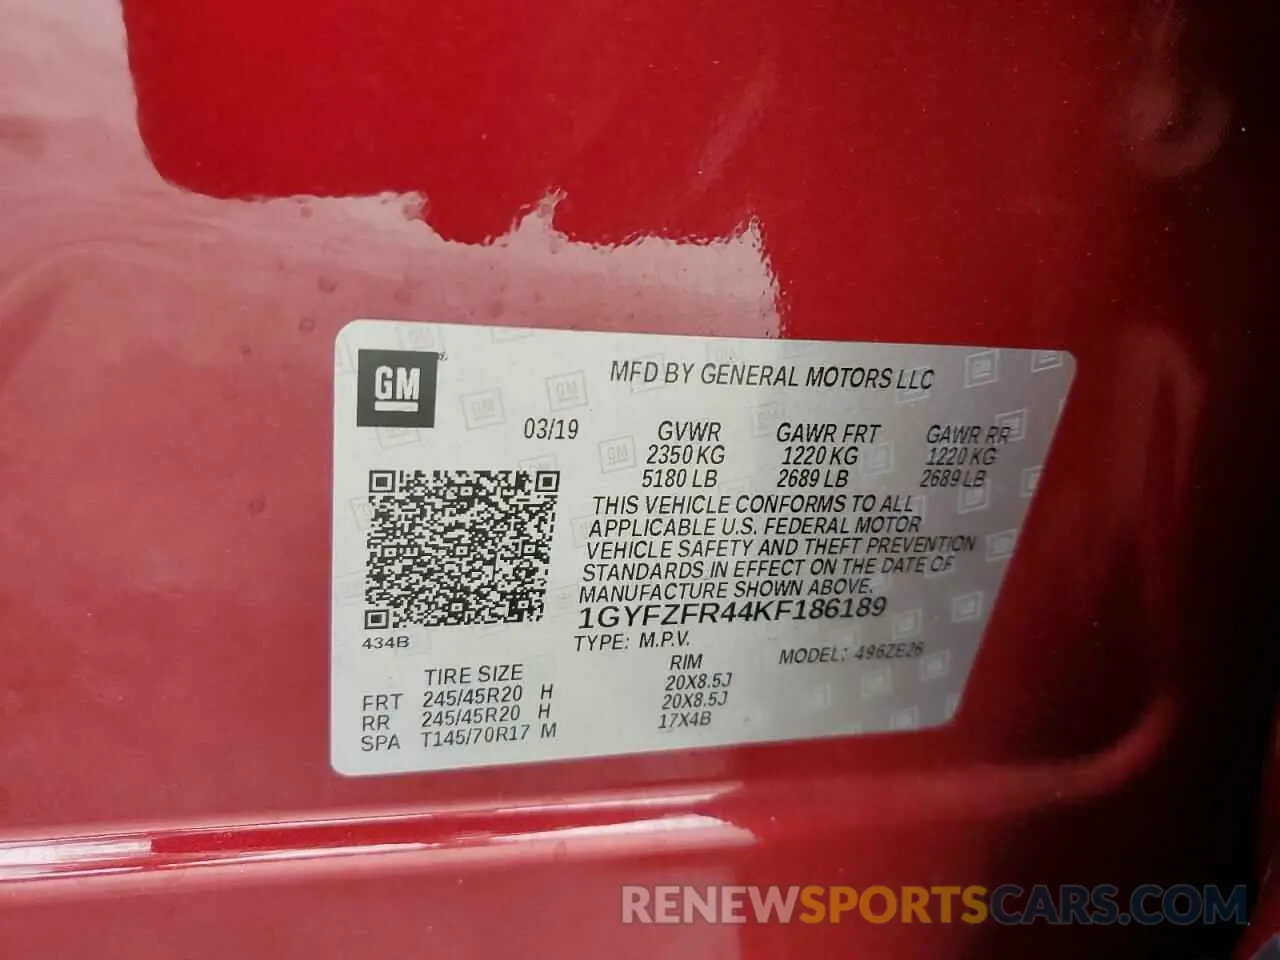 GM
MFD BY GENERAL MOTORS LLC
03/19
GVWR GAWR FRT GAWR RR
2350 KG 1220 KG 1220 KG
5180 LB 2689 LB 2689 LB
THIS VEHICLE CONFORMS TO ALL
APPLICABLE U.S. FEDERAL MOTOR
VEHICLE SAFETY AND THEFT PREVENTION
STANDARDS IN EFFECT ON THE DATE OF
MANUFACTURE SHOWN ABOVE.
1GYFZFR44KF186189
434B
TYPE: M.P.V. MODEL: 496ZE26
TIRE SIZE RIM
FRT 245/45R20 H 20X8.5J
RR 245/45R20 H 20X8.5J
SPA T145/70R17 M 17X4B
RENEWSPORTSCARS.COM